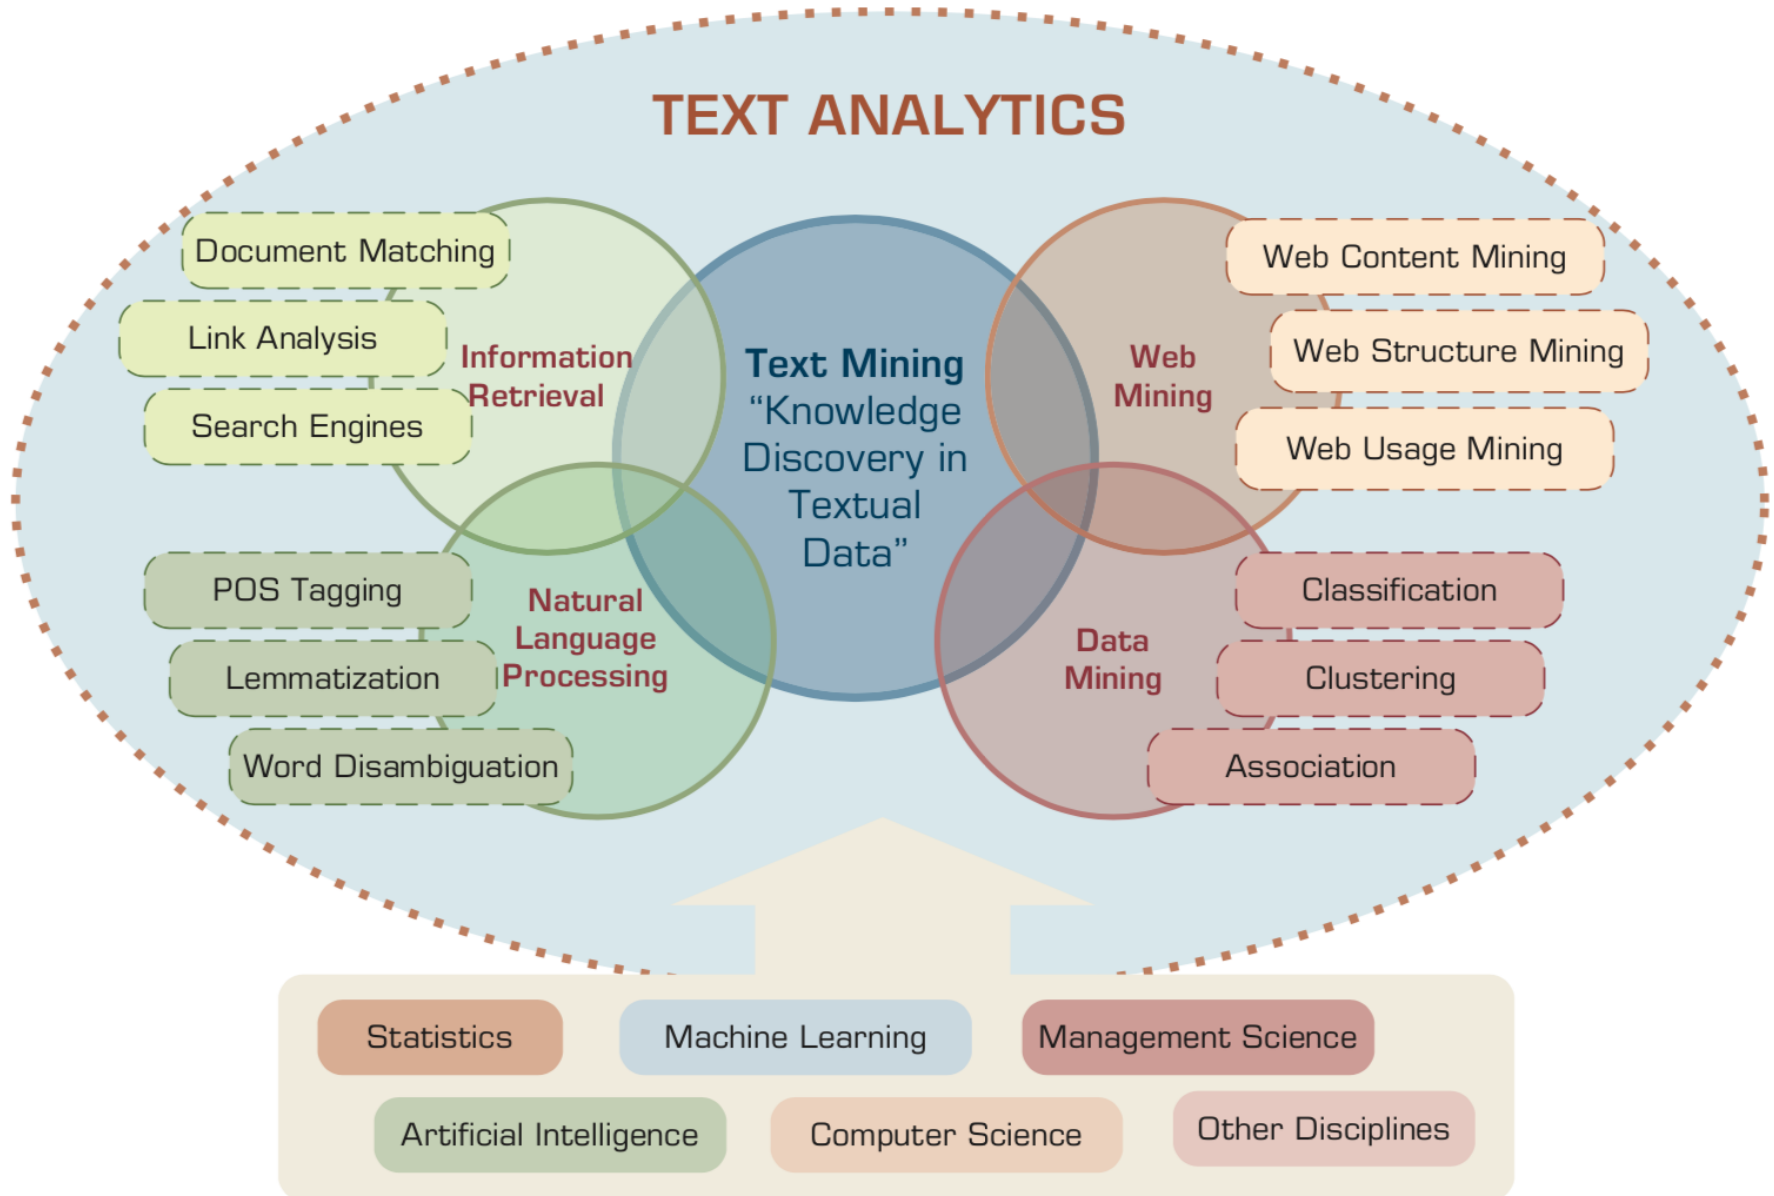 TEXT ANALYTICS
Document Matching
Link Analysis
Search Engines
Information
Retrieval
Text Mining
“Knowledge
Discovery in
Textual
Data”
Web
Mining
Web Content Mining
Web Structure Mining
Web Usage Mining
POS Tagging
Lemmatization
Word Disambiguation
Natural
Language
Processing
Data
Mining
Classification
Clustering
Association
Statistics
Machine Learning
Management Science
Artificial Intelligence
Computer Science
Other Disciplines